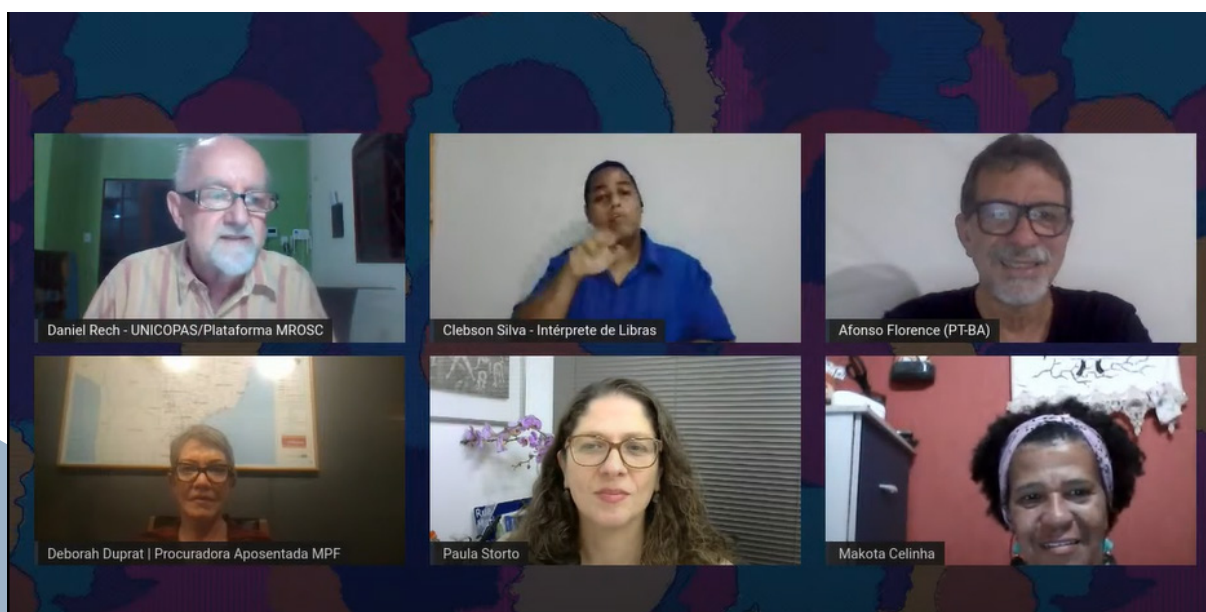 Daniel Rech - UNICOPAS/Plataforma MROSC
Clebson Silva - Intérprete de Libras
Afonso Florence (PT-BA)
Deborah Duprat | Procuradora Aposentada MPF
Paula Storto
Makota Celinha